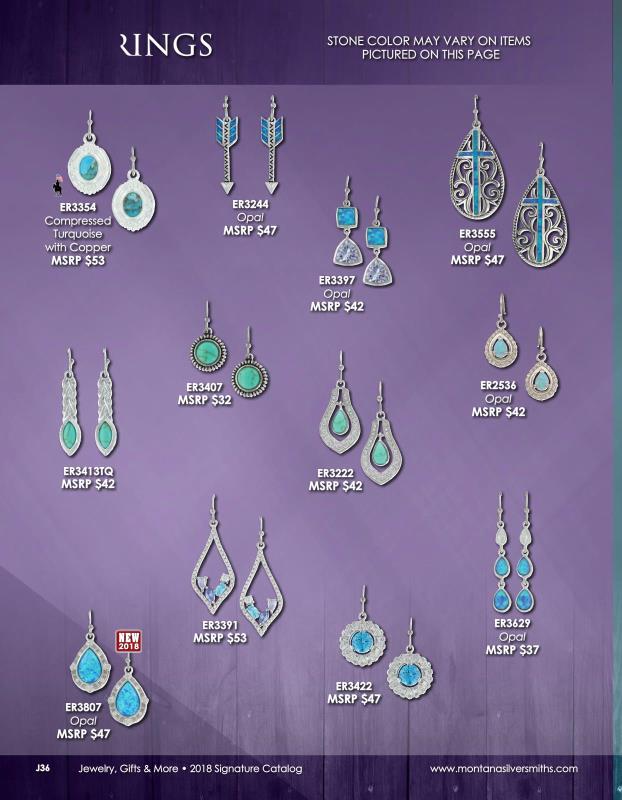 RINGS
STONE COLOR MAY VARY ON ITEMS
PICTURED ON THIS PAGE
ER3354
Compressed
Turquoise
with Copper
MSRP $53
ER3244
Opal
MSRP $47
ER3397
Opal
MSRP $42
ER3555
Opal
MSRP $47
ER3407
MSRP $32
ER2536
Opal
MSRP $42
ER3413TQ
MSRP $42
ER3222
MSRP $42
ER3391
MSRP $53
ER3629
Opal
MSRP $37
NEW
2018
ER3807
Opal
MSRP $47
ER3422
MSRP $47
J36 Jewelry, Gifts & More • 2018 Signature Catalog www.montanasilversmiths.com